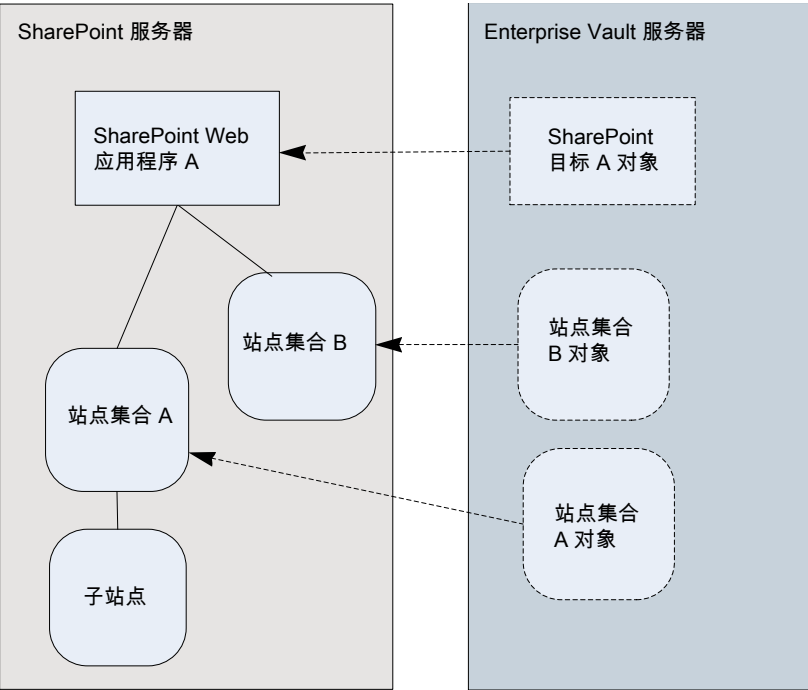 SharePoint 服务器
Enterprise Vault 服务器
SharePoint Web
应用程序 A
SharePoint
目标 A 对象
站点集合 B
站点集合
B 对象
站点集合 A
站点集合
A 对象
子站点